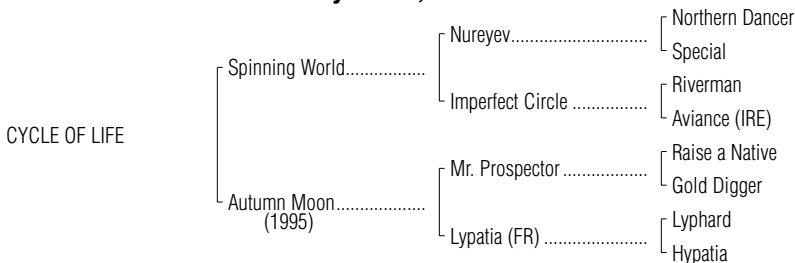 Northern Dancer
Nureyev..............................
Special
Spinning World.................
Riverman
Imperfect Circle ................
Aviance (IRE)
CYCLE OF LIFE
Raise a Native
Mr. Prospector ..................
Gold Digger
Autumn Moon....................
(1995)
Lyphard
Lypatia (FR) ......................
Hypatia